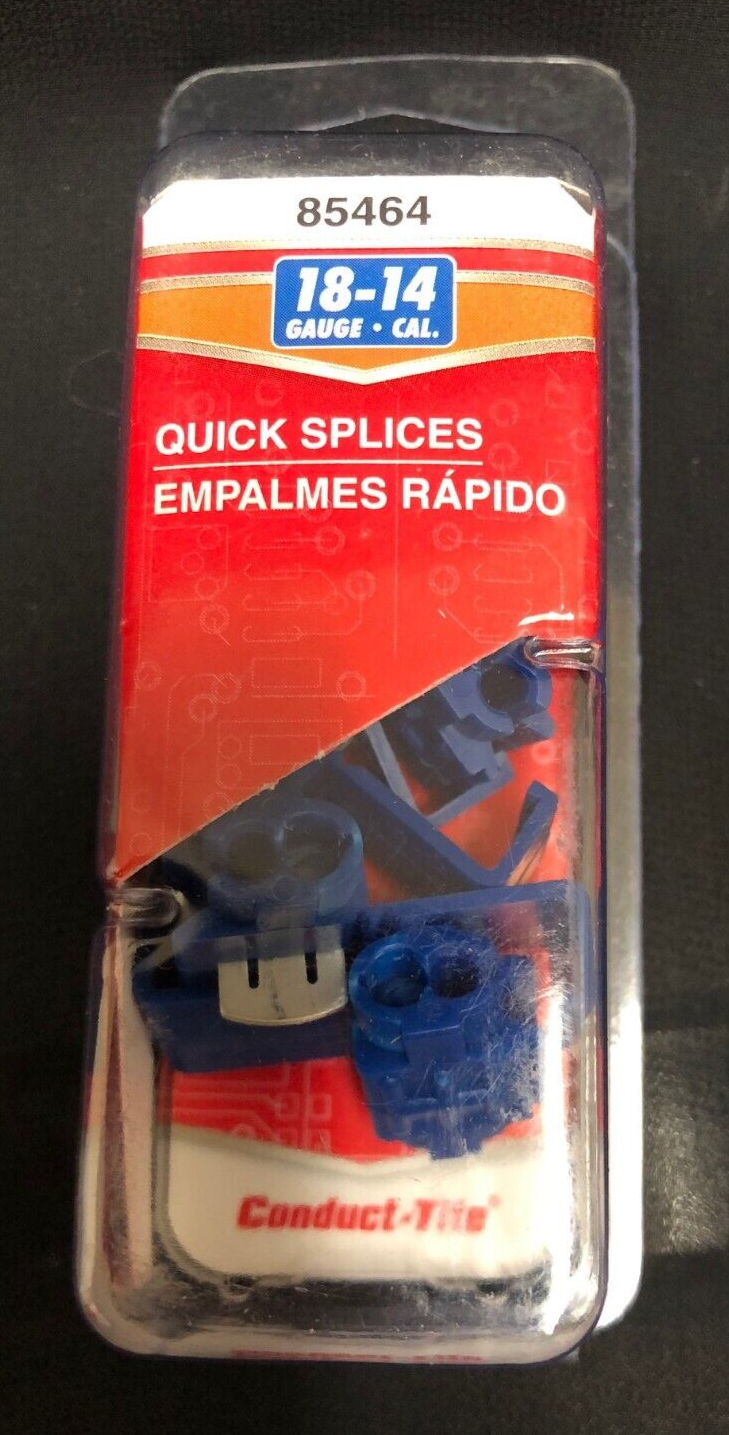 85464
18-14
GAUGE • CAL.
QUICK SPLICES
EMPALMES RÁPIDO
Conduct-Tite®